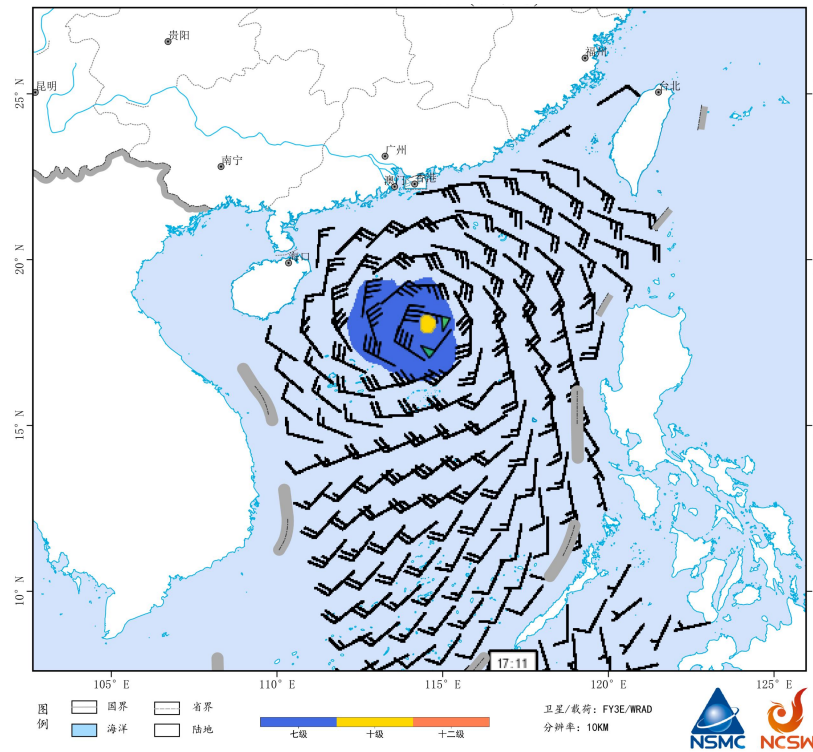 贵阳
福州
昆明
台北
25° N
广州
南宁
澳门 香港
20° N
海口
15° N
10° N
17:11
105° E 110° E 115° E 120° E 125° E
图例
国界 省界
海洋 陆地
七级 十级 十二级
卫星/载荷: FY3E/WRAD
分辨率: 10KM
NSMC NCSW